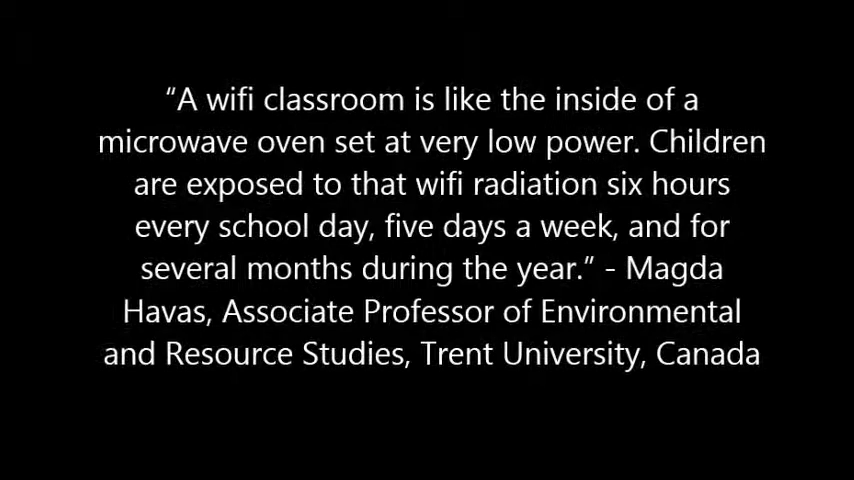 “A wifi classroom is like the inside of a
microwave oven set at very low power. Children
are exposed to that wifi radiation six hours
every school day, five days a week, and for
several months during the year.” - Magda
Havas, Associate Professor of Environmental
and Resource Studies, Trent University, Canada